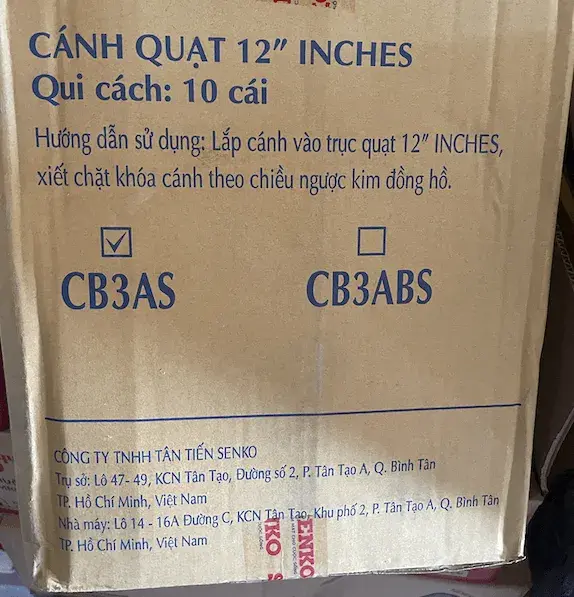 CÁNH QUẠT 12” INCHES
Qui cách: 10 cái
Hướng dẫn sử dụng: Lắp cánh vào trục quạt 12” INCHES,
xiết chặt khóa cánh theo chiều ngược kim đồng hồ.
CB3AS
CB3ABS
CÔNG TY TNHH TÂN TIẾN SENKO
Trụ sở: Lô 47- 49, KCN Tân Tạo, Đường số 2, P. Tân Tạo A, Q. Bình Tân
TP. Hồ Chí Minh, Việt Nam
Nhà máy: Lô 14 - 16A Đường C, KCN Tân Tạo, Khu phố 2, P. Tân Tạo A, Q. Bình Tân
TP. Hồ Chí Minh, Việt Nam
ENKO
KO